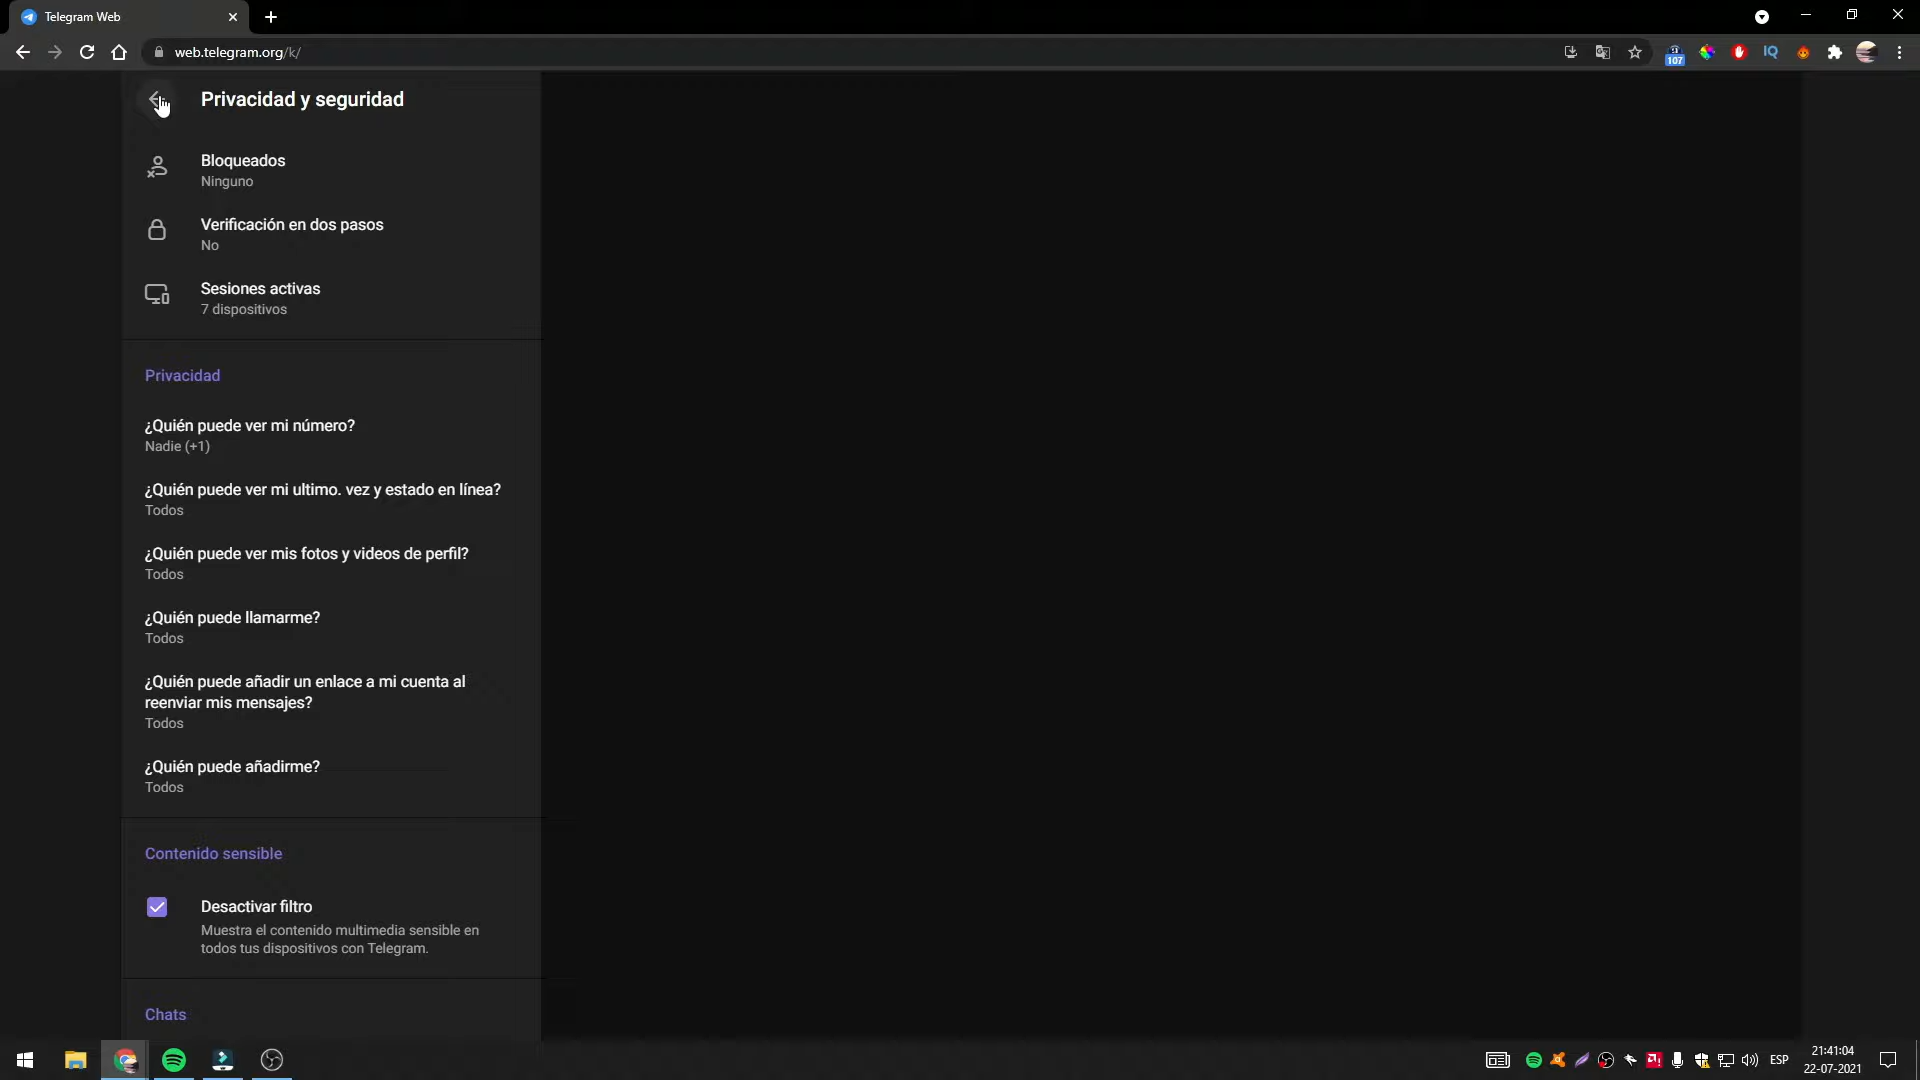 Telegram Web
web.telegram.org/k/
107
IQ
Privacidad y seguridad
Bloqueados
Ninguno
Verificación en dos pasos
No
Sesiones activas
7 dispositivos
Privacidad
¿Quién puede ver mi número?
Nadie (+1)
¿Quién puede ver mi ultimo. vez y estado en línea?
Todos
¿Quién puede ver mis fotos y videos de perfil?
Todos
¿Quién puede llamarme?
Todos
¿Quién puede añadir un enlace a mi cuenta al
reenviar mis mensajes?
Todos
¿Quién puede añadirme?
Todos
Contenido sensible
Desactivar filtro
Muestra el contenido multimedia sensible en
todos tus dispositivos con Telegram.
Chats
ESP
21:41:04
22-07-2021